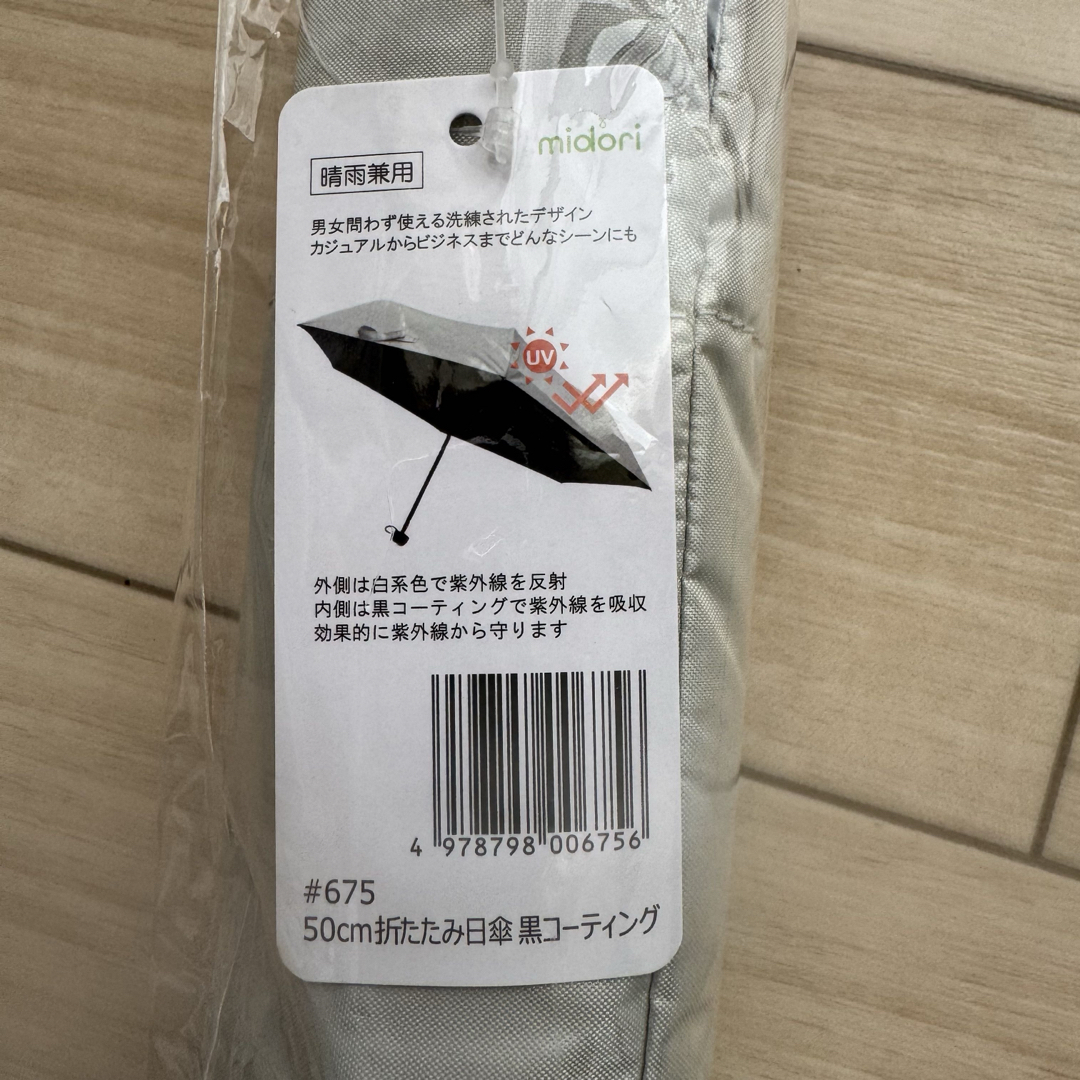 midori
晴雨兼用
男女問わず使える洗練されたデザイン
カジュアルからビジネスまでどんなシーンにも
UV
外側は白系色で紫外線を反射
内側は黒コーティングで紫外線を吸収
効果的に紫外線から守ります
4 978798 006756
#675
50cm折たたみ日傘 黒コーティング